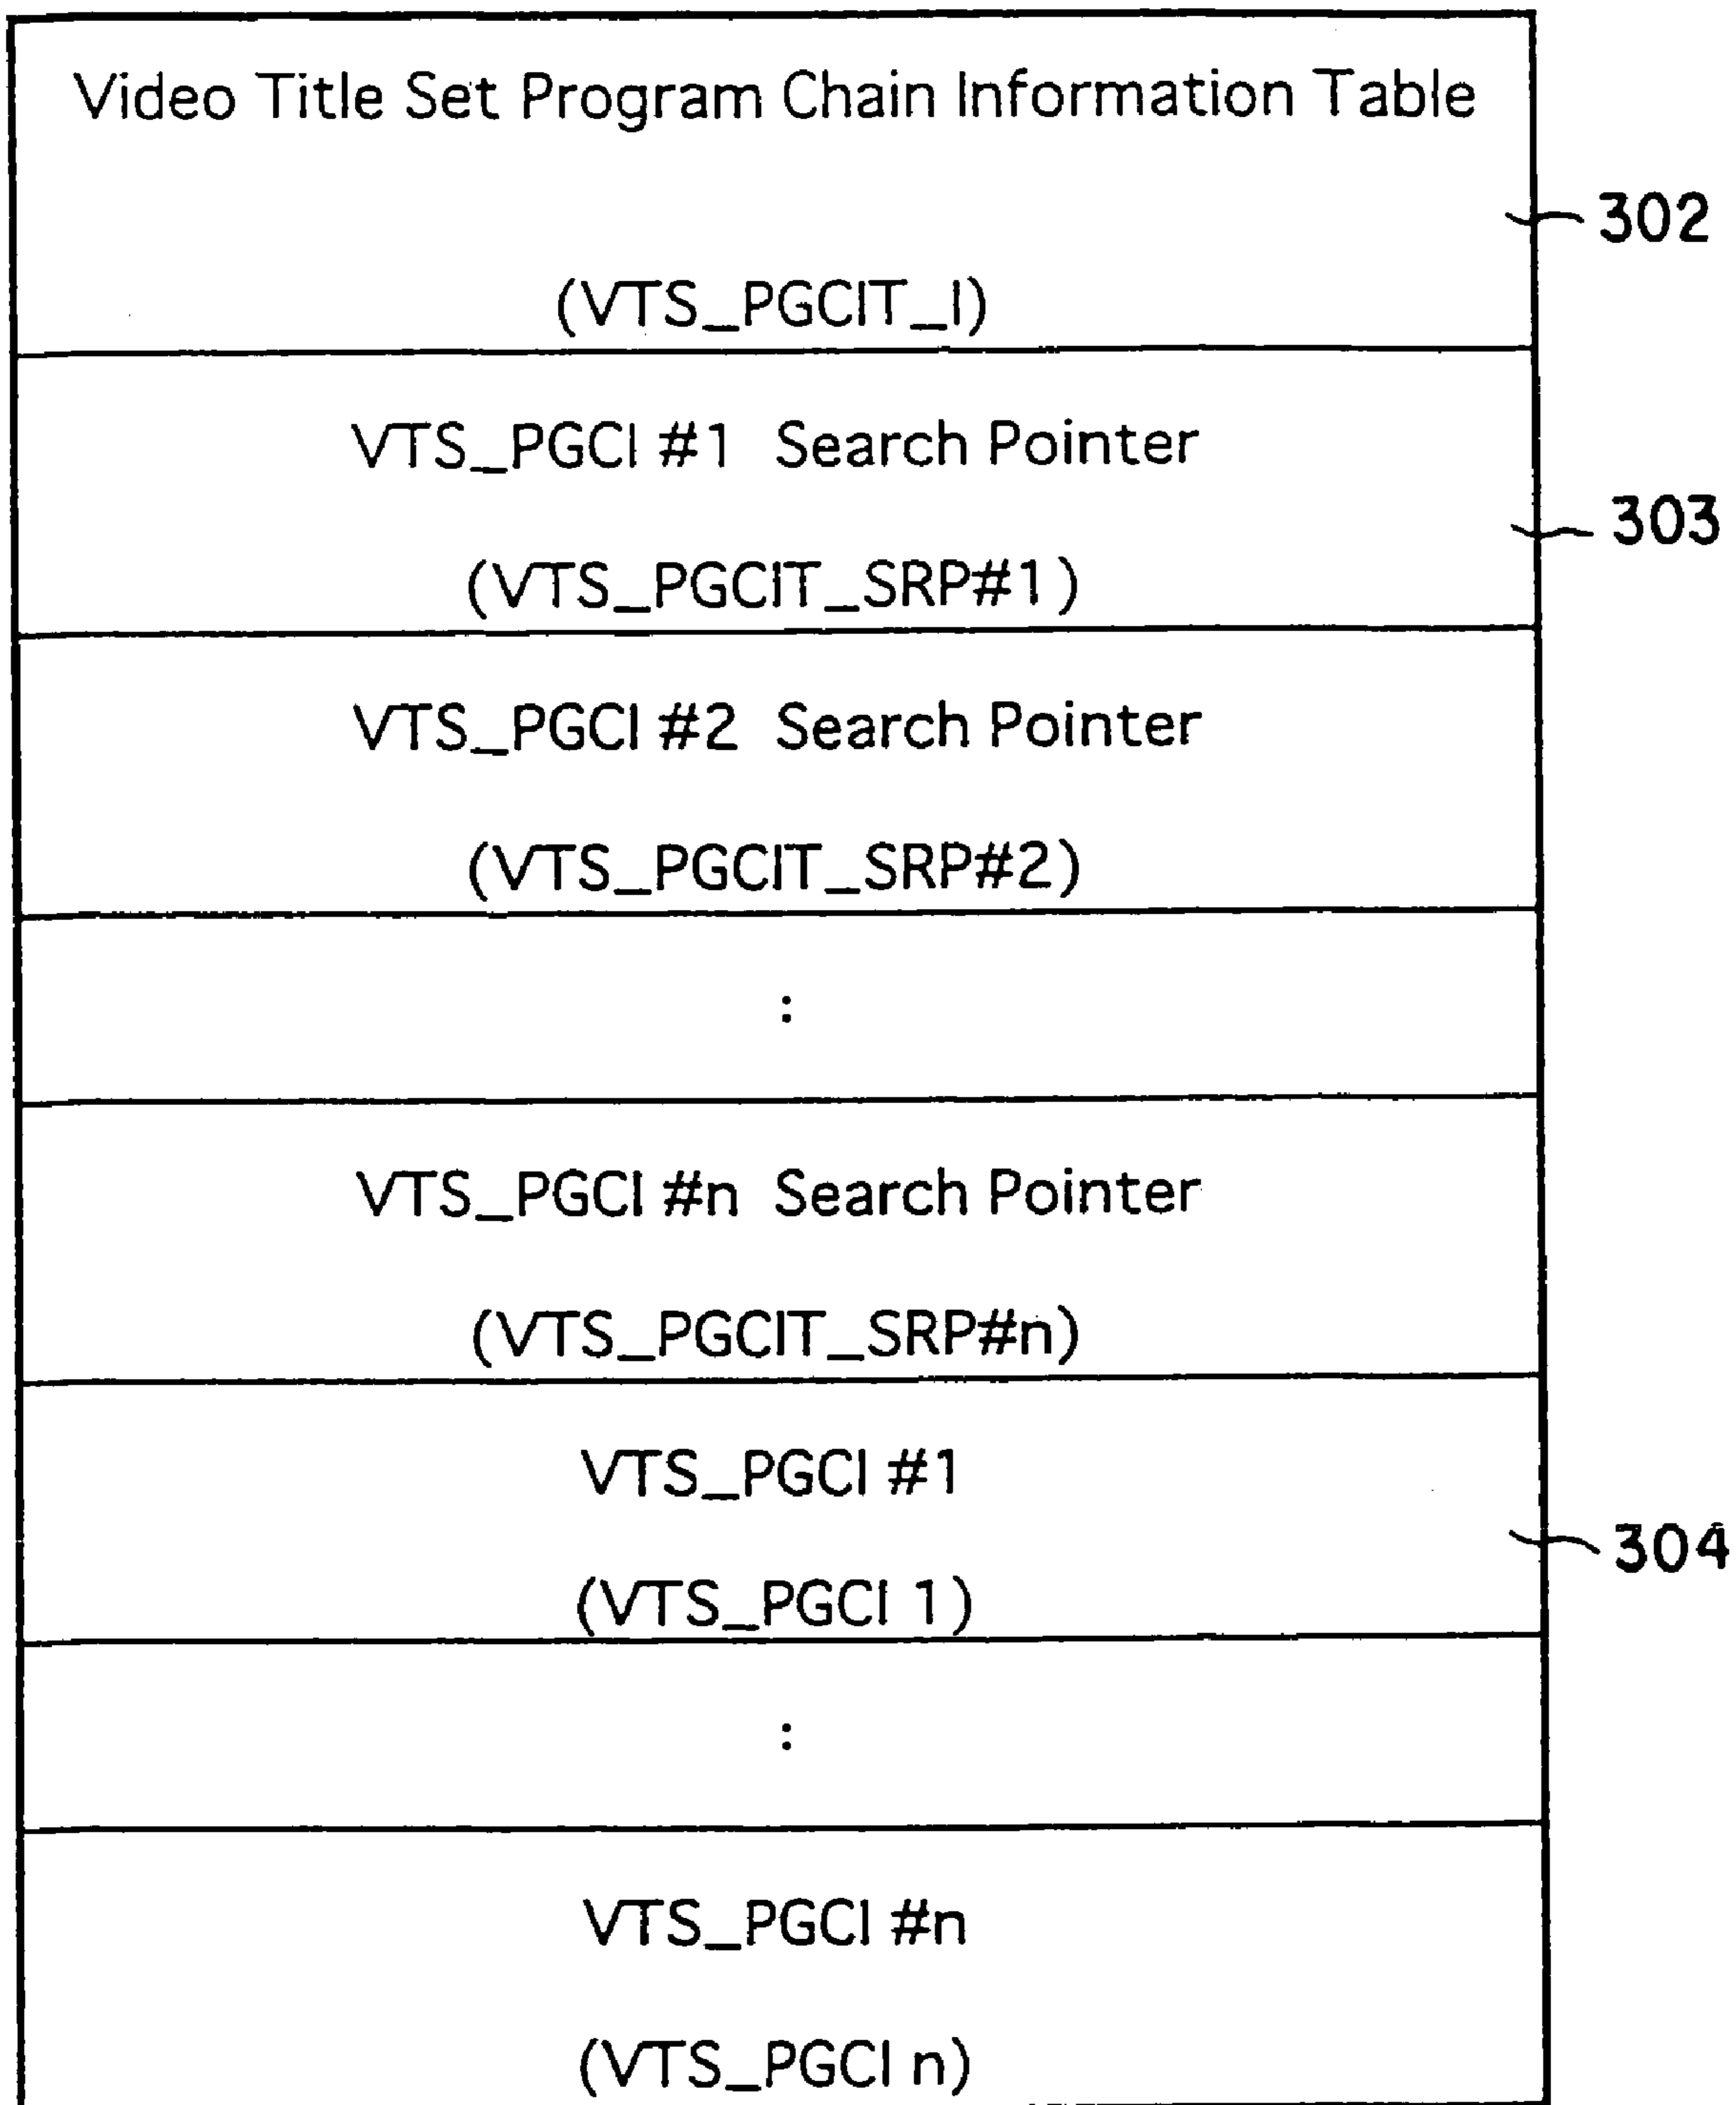 Video Title Set Program Chain Information Table
302
(VTS_PGCIT_I)
VTS_PGCI #1 Search Pointer
303
(VTS_PGCIT_SRP#1)
VTS_PGCI #2 Search Pointer
(VTS_PGCIT_SRP#2)
:
VTS_PGCI #n Search Pointer
(VTS_PGCIT_SRP#n)
VTS_PGCI #1
304
(VTS_PGCI 1)
:
VTS_PGCI #n
(VTS_PGCI n)